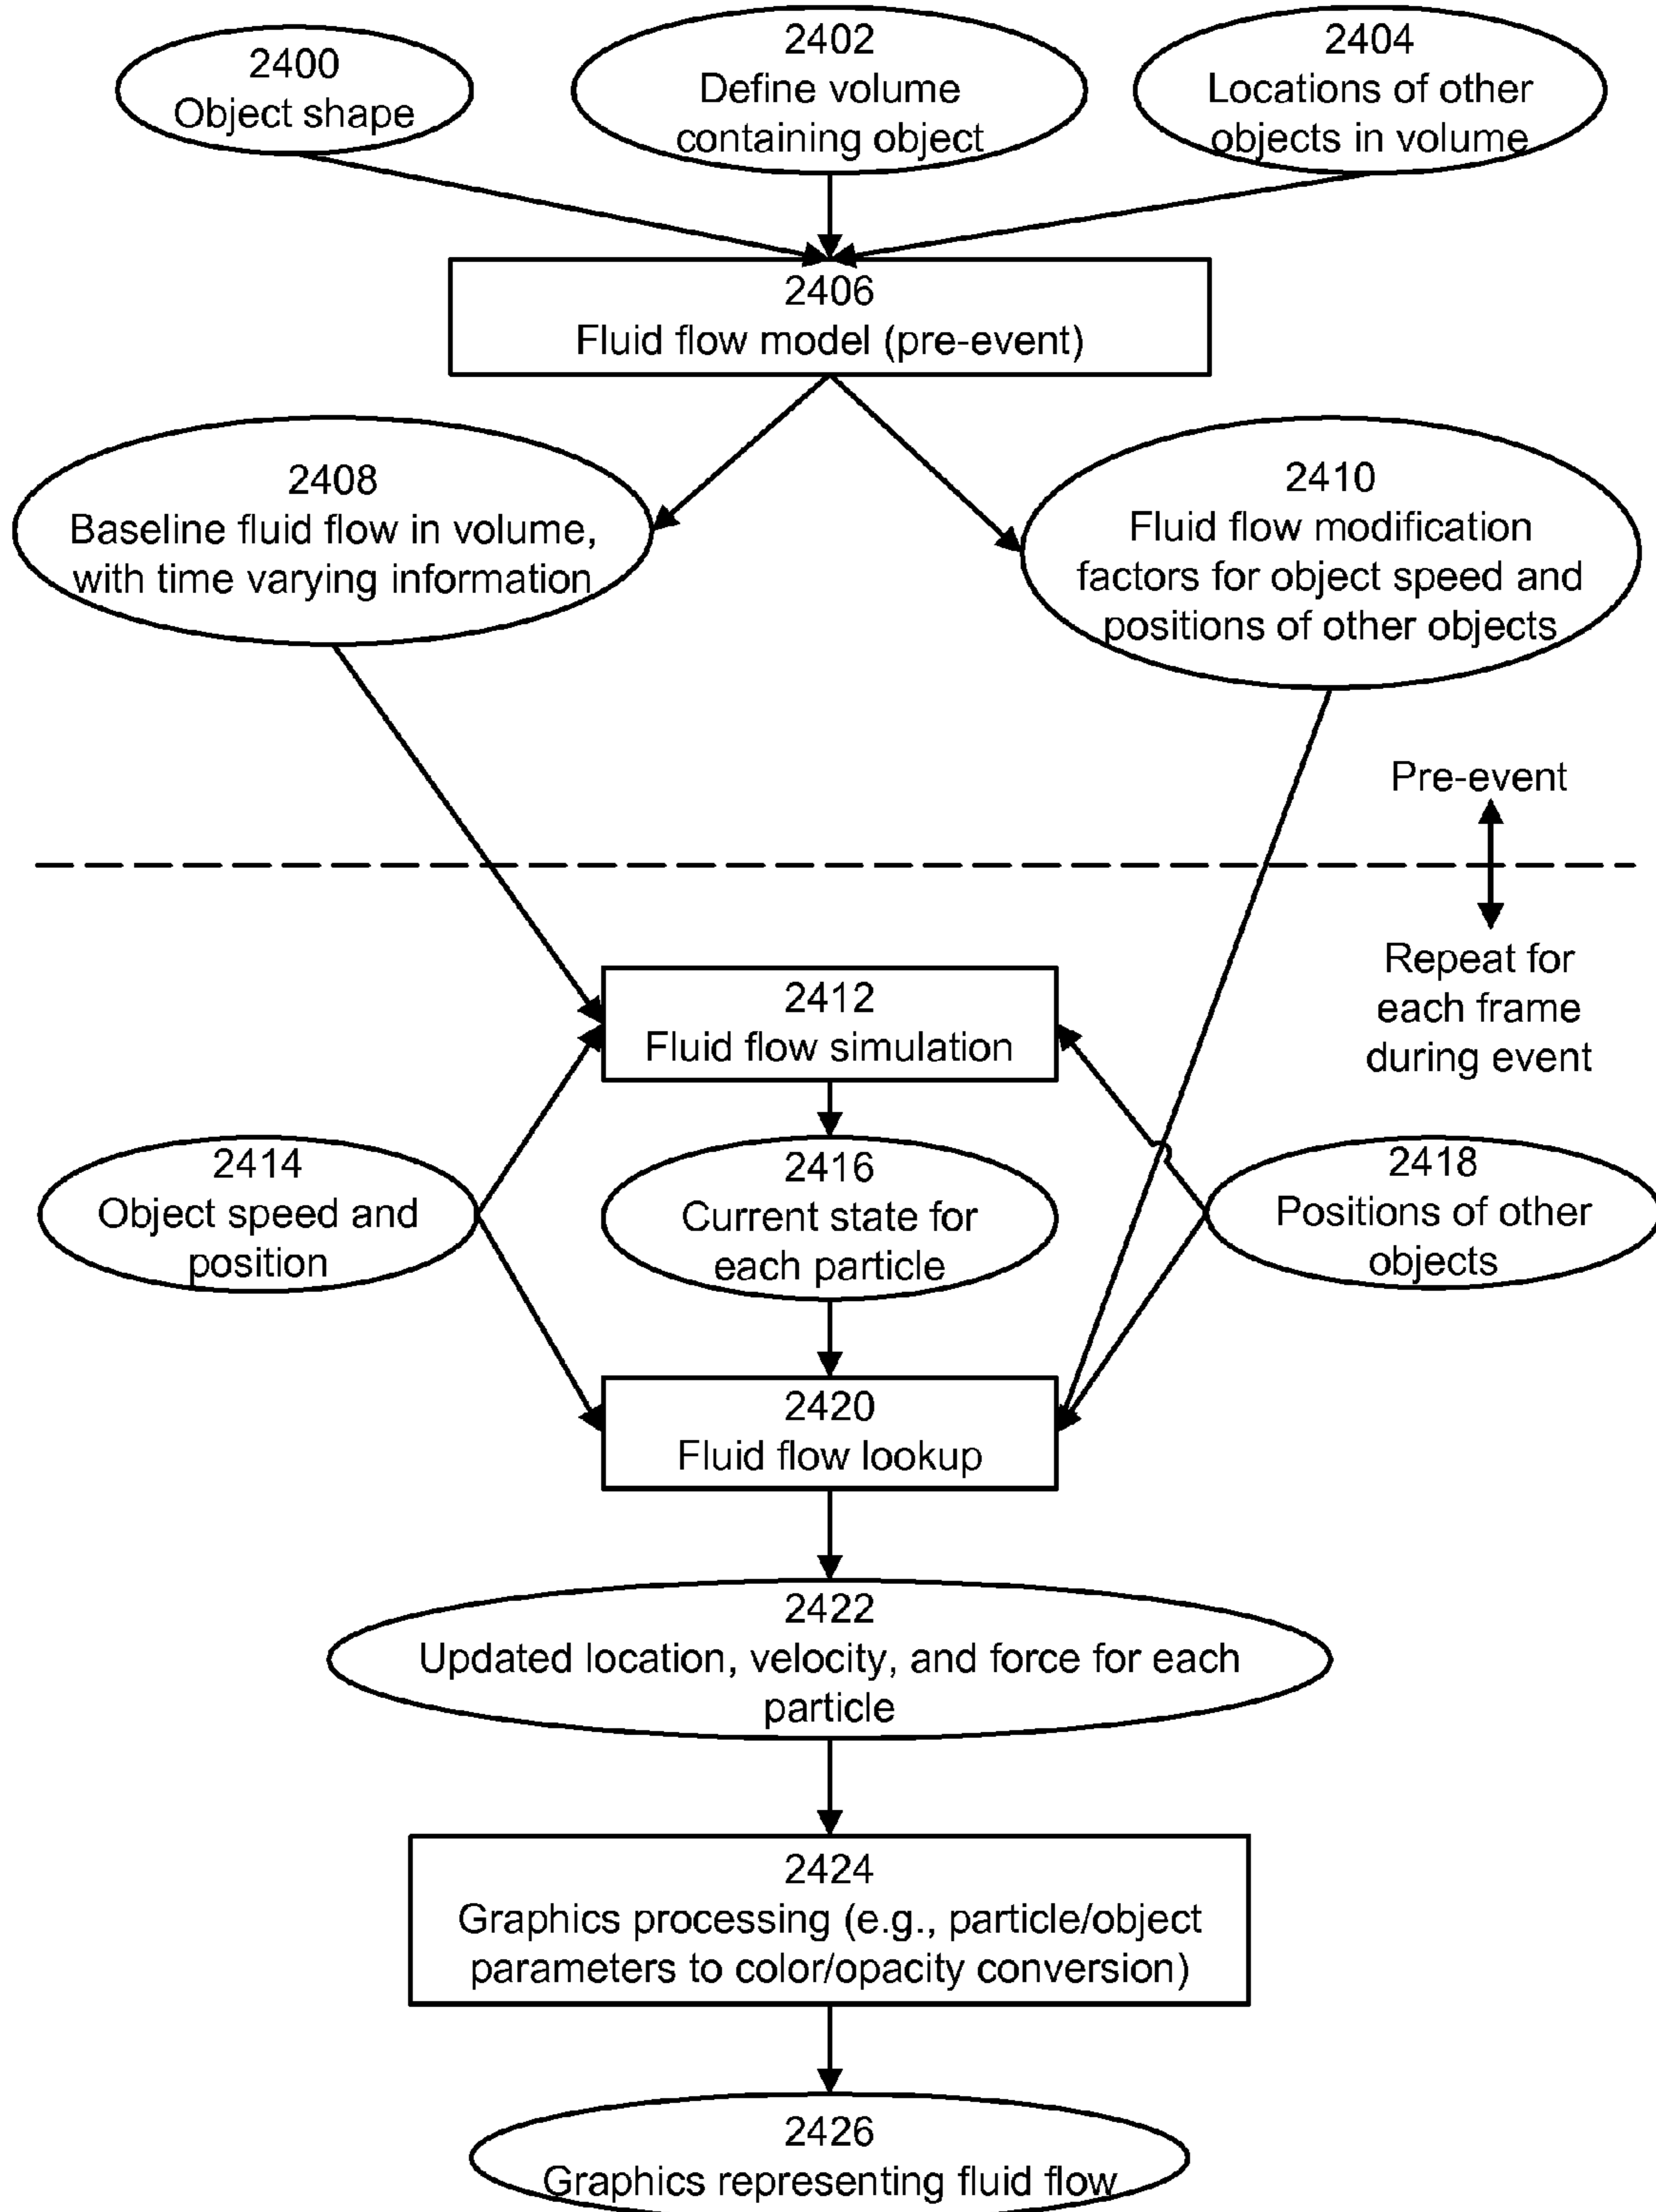 2400
Object shape
2402
Define volume
containing object
2404
Locations of other
objects in volume
2406
Fluid flow model (pre-event)
2408
Baseline fluid flow in volume,
with time varying information
2410
Fluid flow modification
factors for object speed and
positions of other objects
Pre-event
Repeat for
each frame
during event
2412
Fluid flow simulation
2414
Object speed and
position
2416
Current state for
each particle
2418
Positions of other
objects
2420
Fluid flow lookup
2422
Updated location, velocity, and force for each
particle
2424
Graphics processing (e.g., particle/object
parameters to color/opacity conversion)
2426
Graphics representing fluid flow